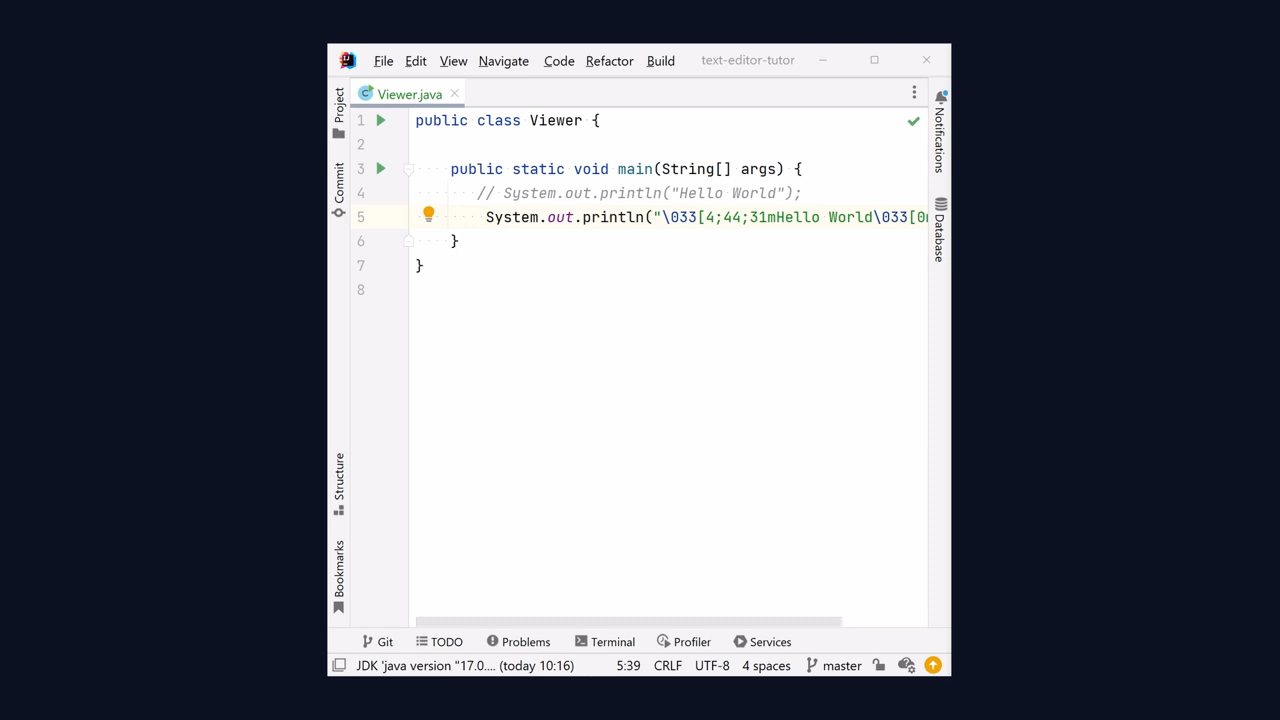 File Edit View Navigate Code Refactor Build text-editor-tutor
Viewer.java
1 public class Viewer {
2
3 public static void main(String[] args) {
4 // System.out.println("Hello World");
5 System.out.println("\033[4;44;31mHello World\033[0
6 }
7 }
8
Project
Commit
Structure
Bookmarks
Notifications
Database
Git TODO Problems Terminal Profiler Services
JDK 'java version "17.0.... (today 10:16) 5:39 CRLF UTF-8 4 spaces master